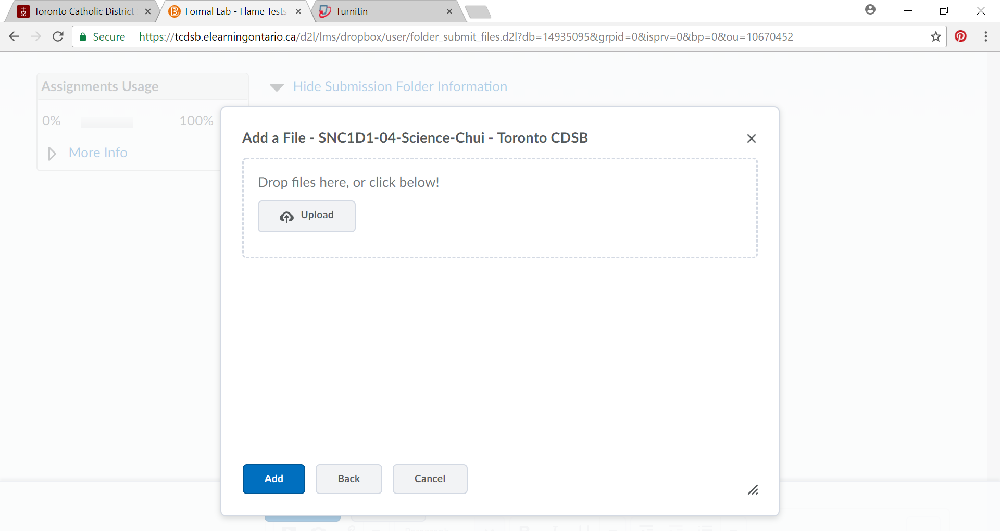 Toronto Catholic District
Formal Lab - Flame Tests
Turnitin
Secure
https://tcdsb.elearningontario.ca/d2l/lms/dropbox/user/folder_submit_files.d2l?db=14935095&grpid=0&isprv=0&bp=0&ou=10670452
Assignments Usage
Hide Submission Folder Information
0%
100%
More Info
Add a File - SNC1D1-04-Science-Chui - Toronto CDSB
Drop files here, or click below!
Upload
Add
Back
Cancel